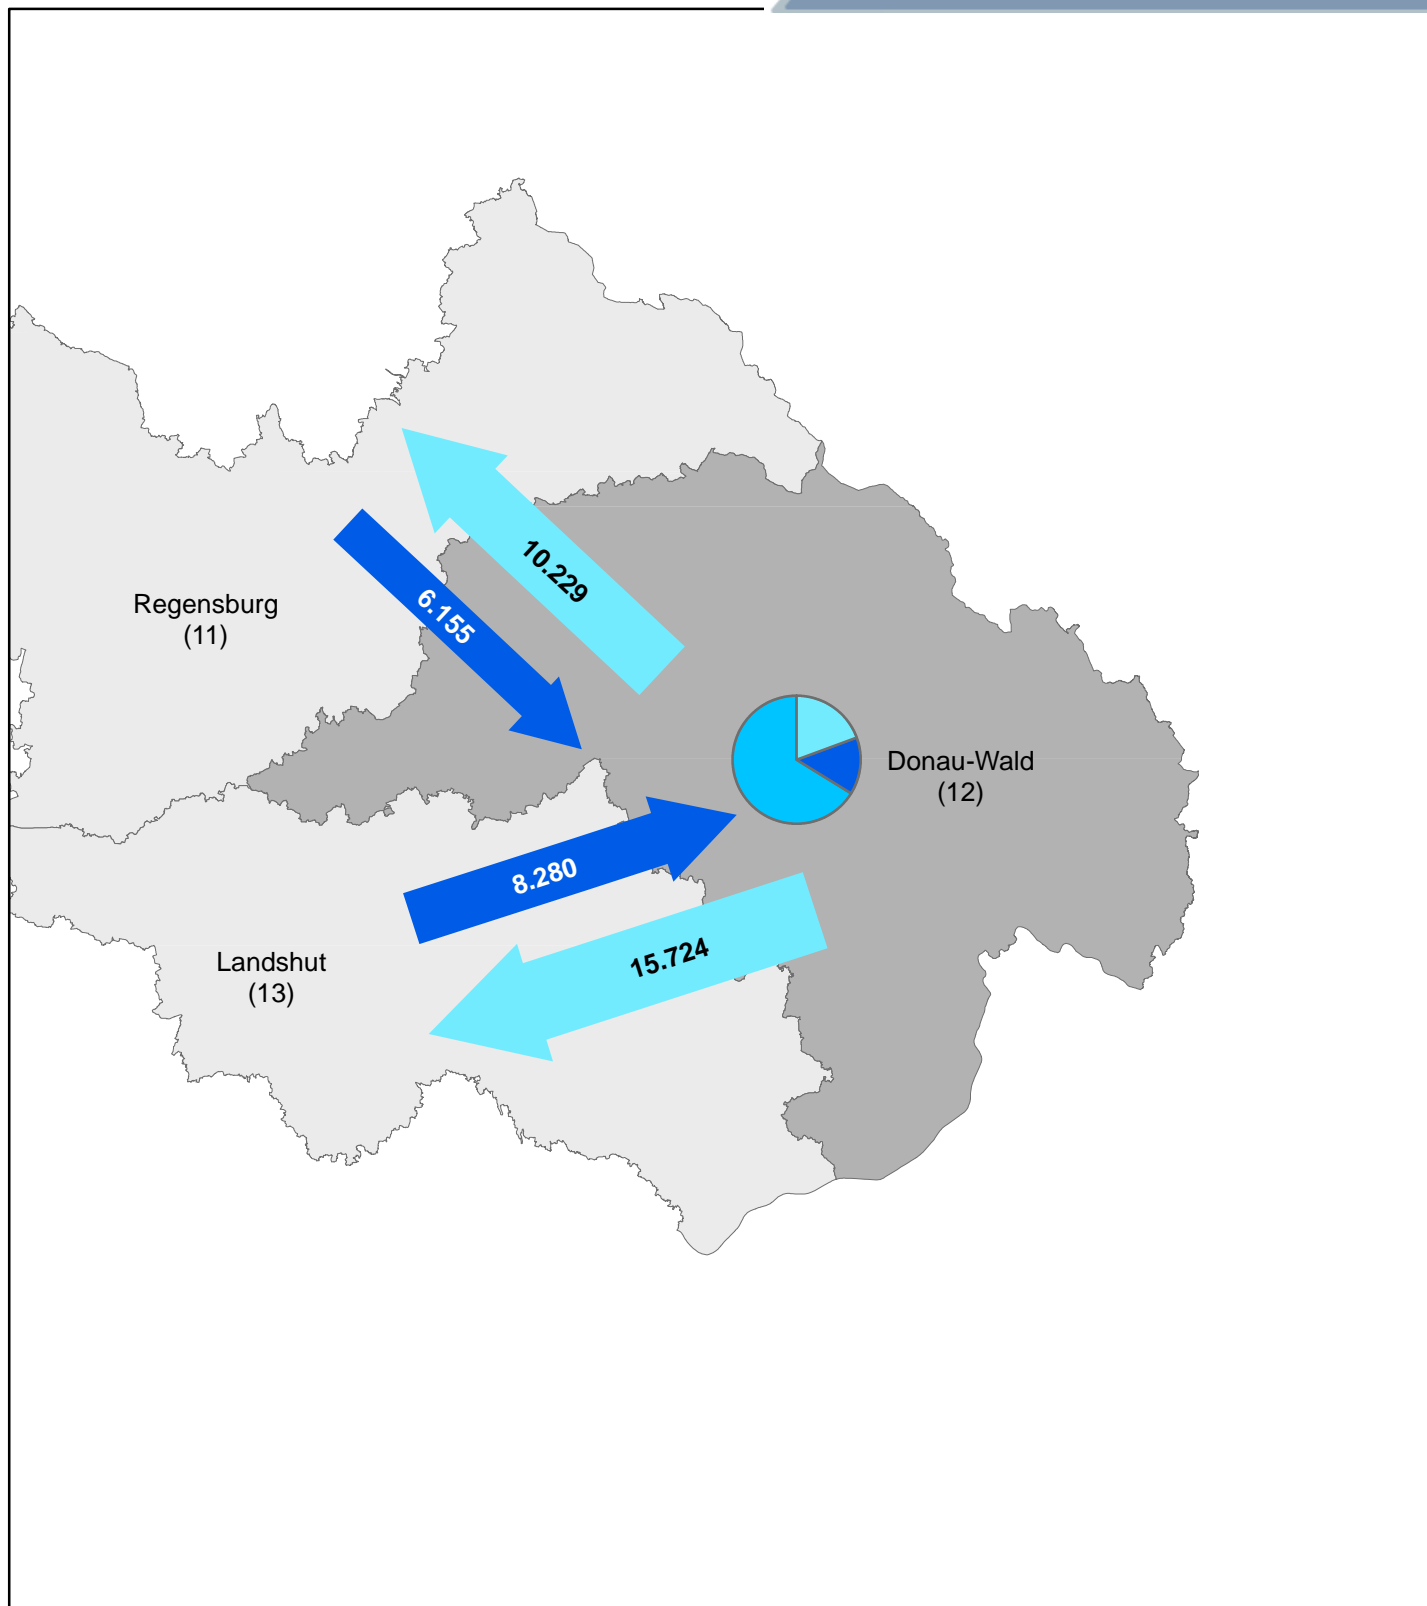 10.229
6.155
Regensburg
(11)
Donau-Wald
(12)
8.280
15.724
Landshut
(13)